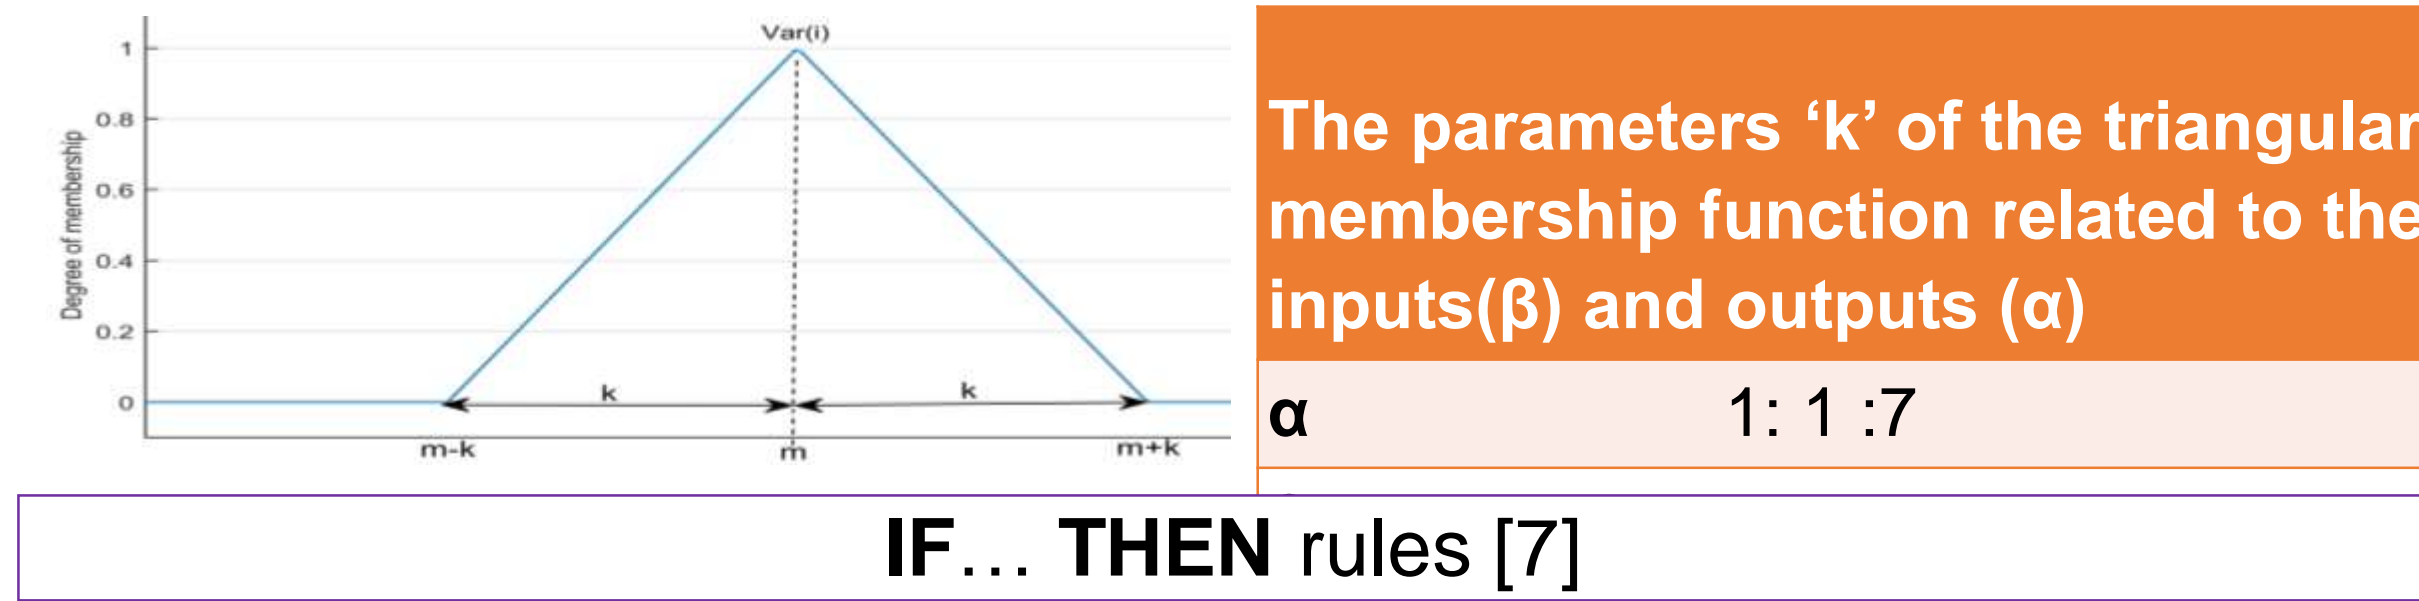 Var(i)
1
0.8
0.6
0.4
0.2
0
Degree of membership
k
k
m-k
m
m+k
The parameters ‘k’ of the triangular
membership function related to the
inputs(β) and outputs (α)
α 1: 1 :7
IF… THEN rules [7]